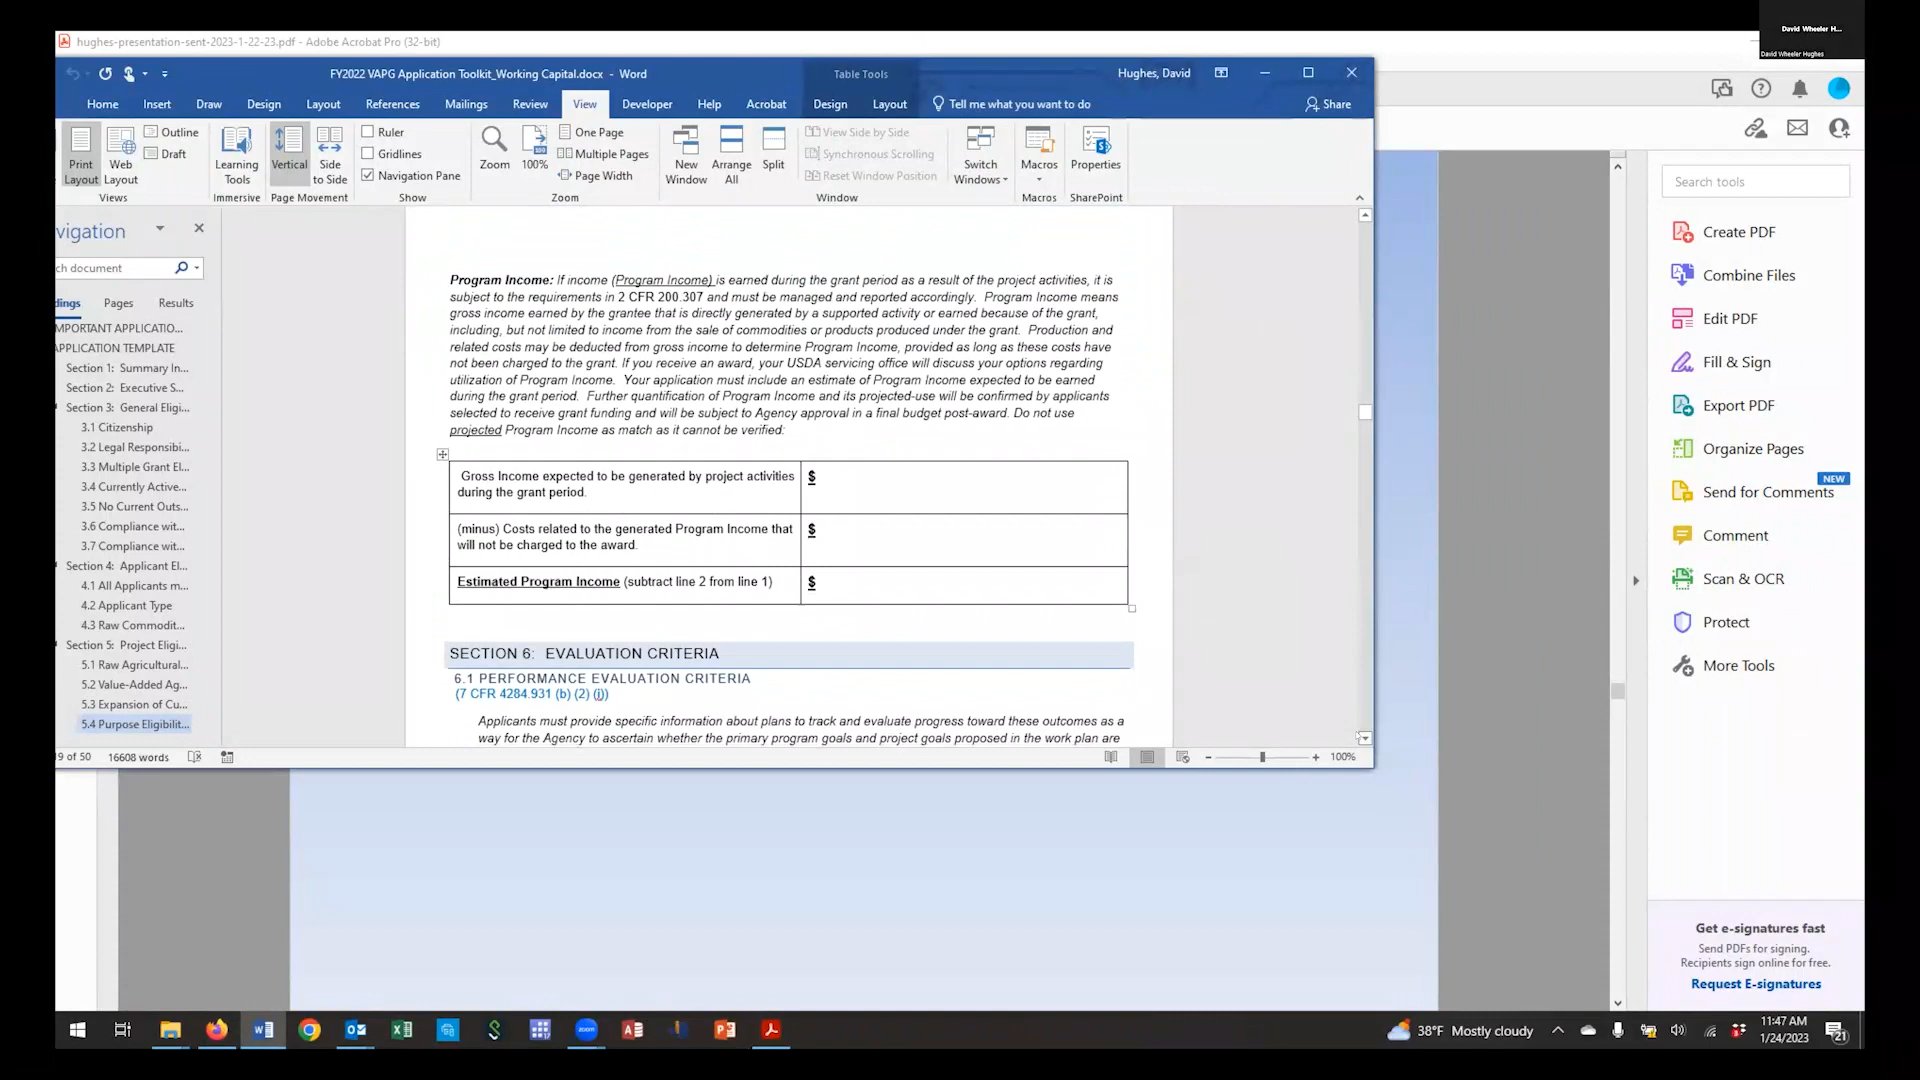 David Wheeler H...
David Wheeler Hughes
hughes-presentation-sent-2023-1-22-23.pdf - Adobe Acrobat Pro (32-bit)
FY2022 VAPG Application Toolkit_Working Capital.docx - Word
Table Tools
Hughes, David
Home Insert Draw Design Layout References Mailings Review View Developer Help Acrobat Design Layout Tell me what you want to do Share
Print Layout
Web Layout
Outline
Draft
Views
Learning Tools
Immersive
Vertical
Side to Side
Page Movement
Ruler
Gridlines
Navigation Pane
Show
Zoom
100
100%
One Page
Multiple Pages
Page Width
Zoom
New Window
Arrange All
Split
View Side by Side
Synchronous Scrolling
Reset Window Position
Switch Windows
Window
Macros
Macros
Properties
SharePoint
vigation
ch document
dings Pages Results
MPORTANT APPLICATIO...
APPLICATION TEMPLATE
Section 1: Summary In...
Section 2: Executive S...
Section 3: General Eligi...
3.1 Citizenship
3.2 Legal Responsibi...
3.3 Multiple Grant El...
3.4 Currently Active...
3.5 No Current Outs...
3.6 Compliance wit...
3.7 Compliance wit...
Section 4: Applicant El...
4.1 All Applicants m...
4.2 Applicant Type
4.3 Raw Commodit...
Section 5: Project Eligi...
5.1 Raw Agricultural...
5.2 Value-Added Ag...
5.3 Expansion of Cu...
5.4 Purpose Eligibilit...
Program Income: If income (Program Income) is earned during the grant period as a result of the project activities, it is
subject to the requirements in 2 CFR 200.307 and must be managed and reported accordingly. Program Income means
gross income earned by the grantee that is directly generated by a supported activity or earned because of the grant,
including, but not limited to income from the sale of commodities or products produced under the grant. Production and
related costs may be deducted from gross income to determine Program Income, provided as long as these costs have
not been charged to the grant. If you receive an award, your USDA servicing office will discuss your options regarding
utilization of Program Income. Your application must include an estimate of Program Income expected to be earned
during the grant period. Further quantification of Program Income and its projected-use will be confirmed by applicants
selected to receive grant funding and will be subject to Agency approval in a final budget post-award. Do not use
projected Program Income as match as it cannot be verified:
Gross Income expected to be generated by project activities $
during the grant period.
(minus) Costs related to the generated Program Income that $
will not be charged to the award.
Estimated Program Income (subtract line 2 from line 1) $
SECTION 6: EVALUATION CRITERIA
6.1 PERFORMANCE EVALUATION CRITERIA
(7 CFR 4284.931 (b) (2) (i))
Applicants must provide specific information about plans to track and evaluate progress toward these outcomes as a
way for the Agency to ascertain whether the primary program goals and project goals proposed in the work plan are
19 of 50 16608 words
100%
Search tools
Create PDF
Combine Files
Edit PDF
Fill & Sign
Export PDF
Organize Pages
NEW
Send for Comments
Comment
Scan & OCR
Protect
More Tools
Get e-signatures fast
Send PDFs for signing.
Recipients sign online for free.
Request E-signatures
zoom
38°F Mostly cloudy
11:47 AM
1/24/2023
21